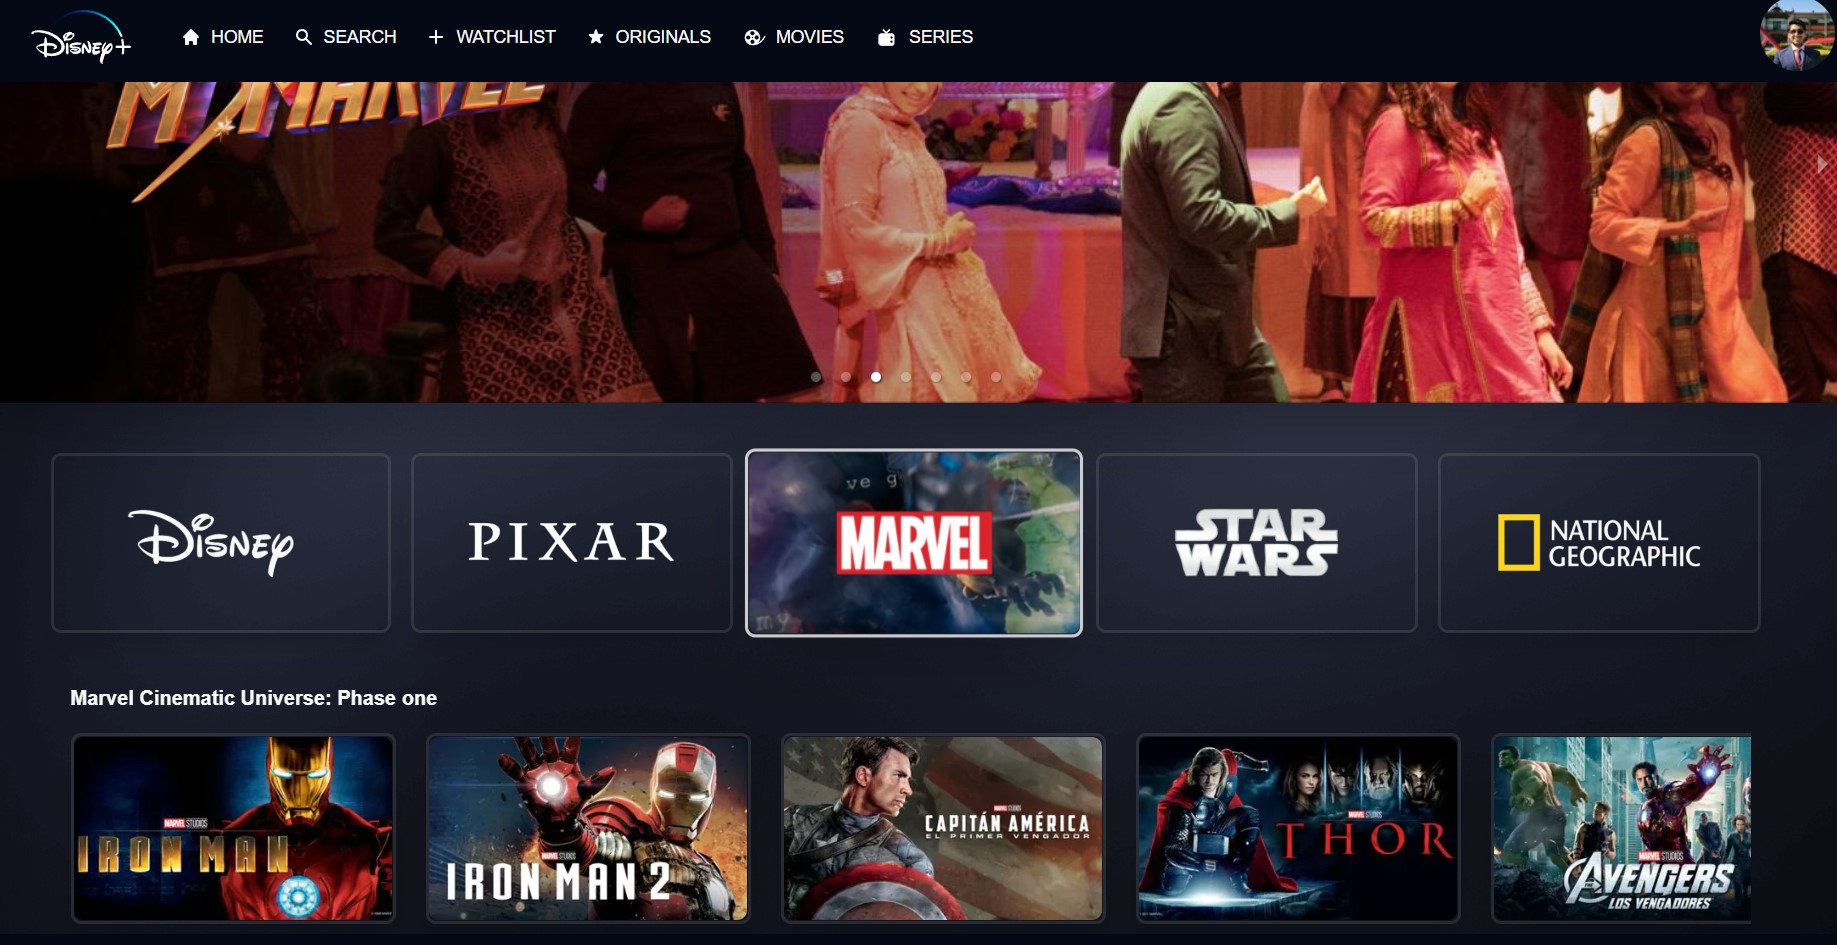 Disney+
HOME
SEARCH
WATCHLIST
ORIGINALS
MOVIES
SERIES
MS MARVEL
DISNEY
PIXAR
ve g
MARVEL
my
STAR
WARS
NATIONAL
GEOGRAPHIC
Marvel Cinematic Universe: Phase one
MARVEL STUDIOS
IRON MAN
MARVEL STUDIOS
IRON MAN 2
MARVEL STUDIOS
CAPITÁN AMÉRICA
EL PRIMER VENGADOR
MARVEL STUDIOS
THOR
MARVEL STUDIOS
AVENGERS
LOS VENGADORES